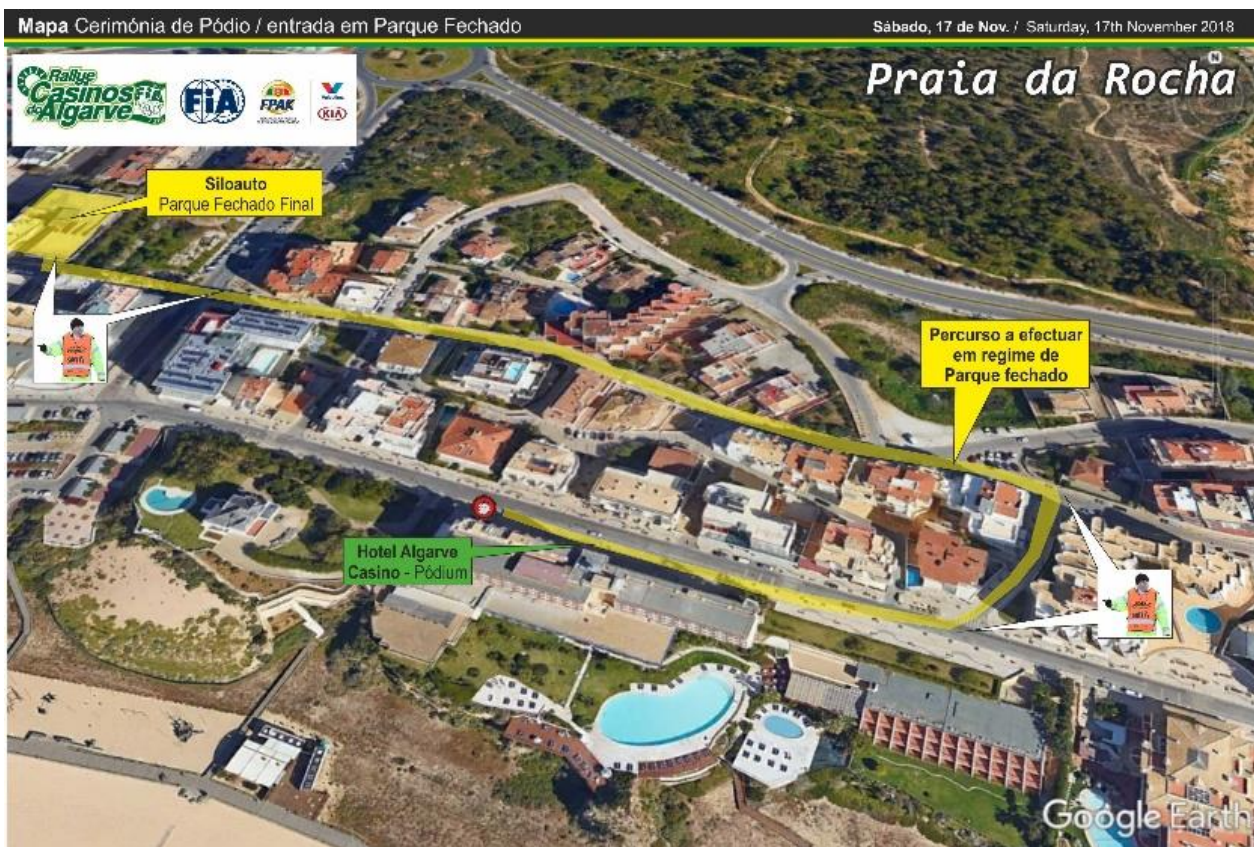 Mapa Cerimónia de Pódio / entrada em Parque Fechado
Sábado, 17 de Nov. / Saturday, 17th November 2018
Rallye
Casinos
do Algarve
FIA
FPAK
Valvoline
KIA
N
Praia da Rocha
Siloauto
Parque Fechado Final
Percurso a efectuar
em regime de
Parque fechado
Hotel Algarve
Casino - Pódium
Google Earth